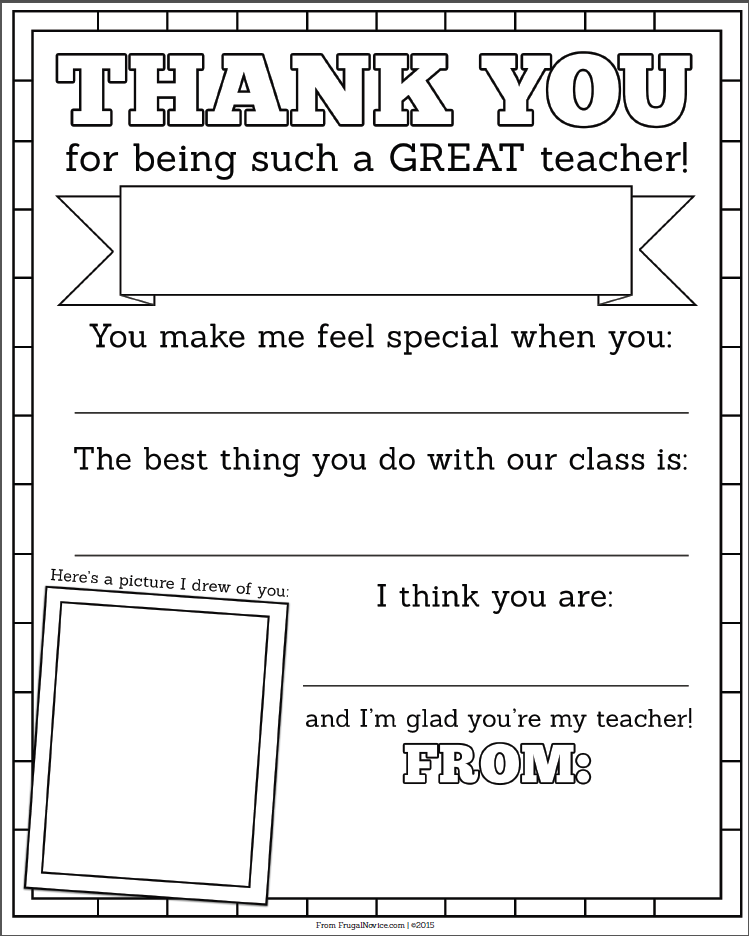 THANK YOU
for being such a GREAT teacher!
You make me feel special when you:
The best thing you do with our class is:
Here's a picture I drew of you:
I think you are:
and I'm glad you're my teacher!
FROM:
From FrugalNovice.com | ©2015